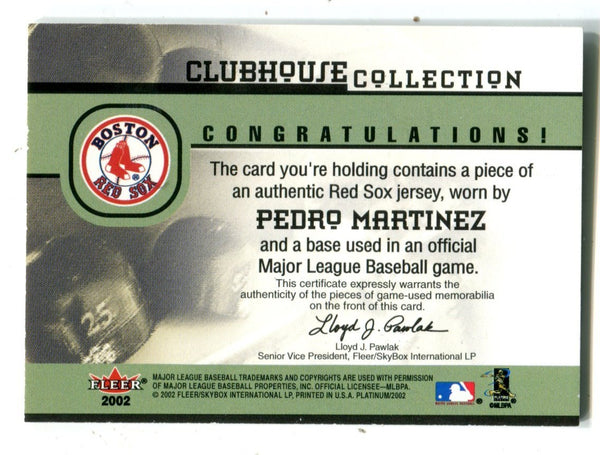 CLUBHOUSE COLLECTION
CONGRATULATIONS!
BOSTON
RED SOX
®
The card you're holding contains a piece of
an authentic Red Sox jersey, worn by
PEDRO MARTINEZ
and a base used in an official
Major League Baseball game.
This certificate expressly warrants the
authenticity of the pieces of game-used memorabilia
on the front of this card.
Lloyd J. Pawlak
Lloyd J. Pawlak
Senior Vice President, Fleer/SkyBox International LP
25
FLEER®
2002
MAJOR LEAGUE BASEBALL TRADEMARKS AND COPYRIGHTS ARE USED WITH PERMISSION
OF MAJOR LEAGUE BASEBALL PROPERTIES, INC. OFFICIAL LICENSEE—MLBPA.
© 2002 FLEER/SKYBOX INTERNATIONAL LP, PRINTED IN U.S.A. PLATINUM/2002
®
©MLBPA